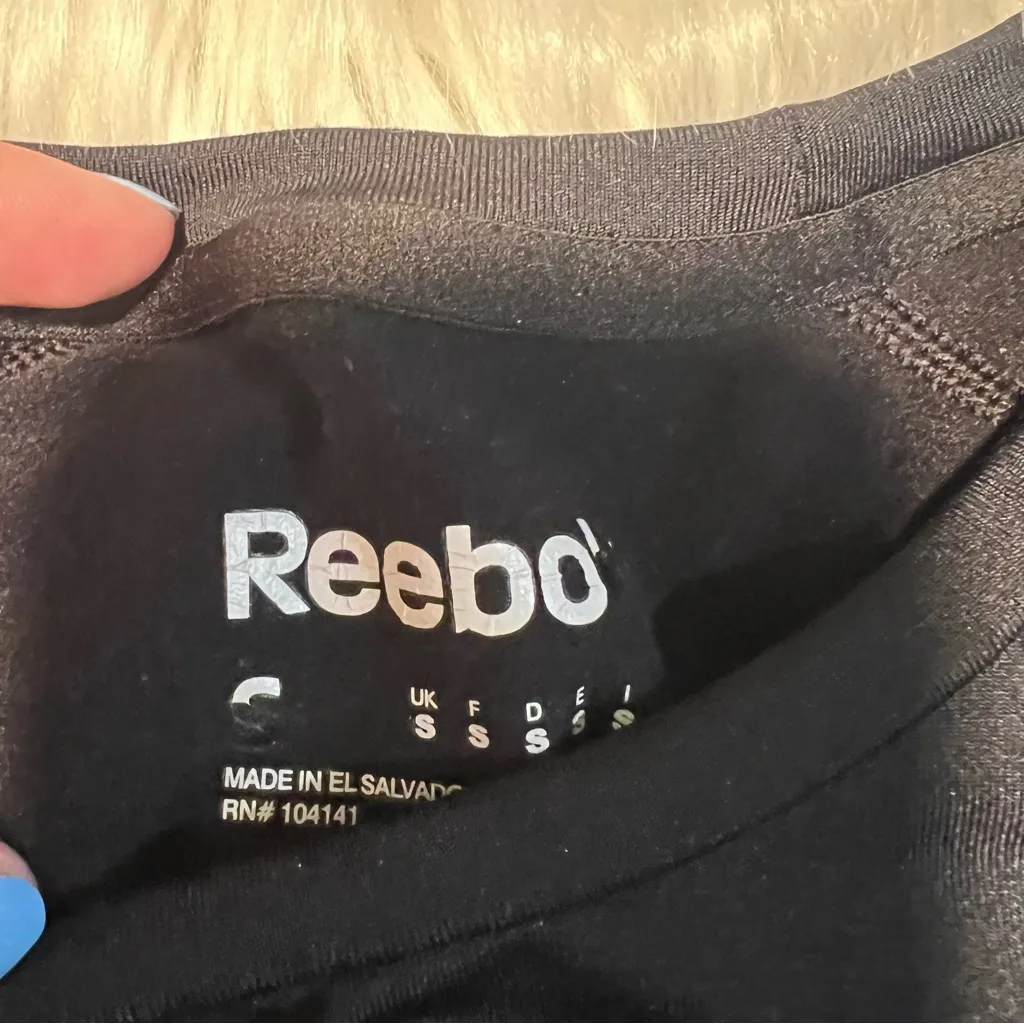 Reebo
UK F D E I
S S S S S
MADE IN EL SALVADO
RN# 104141